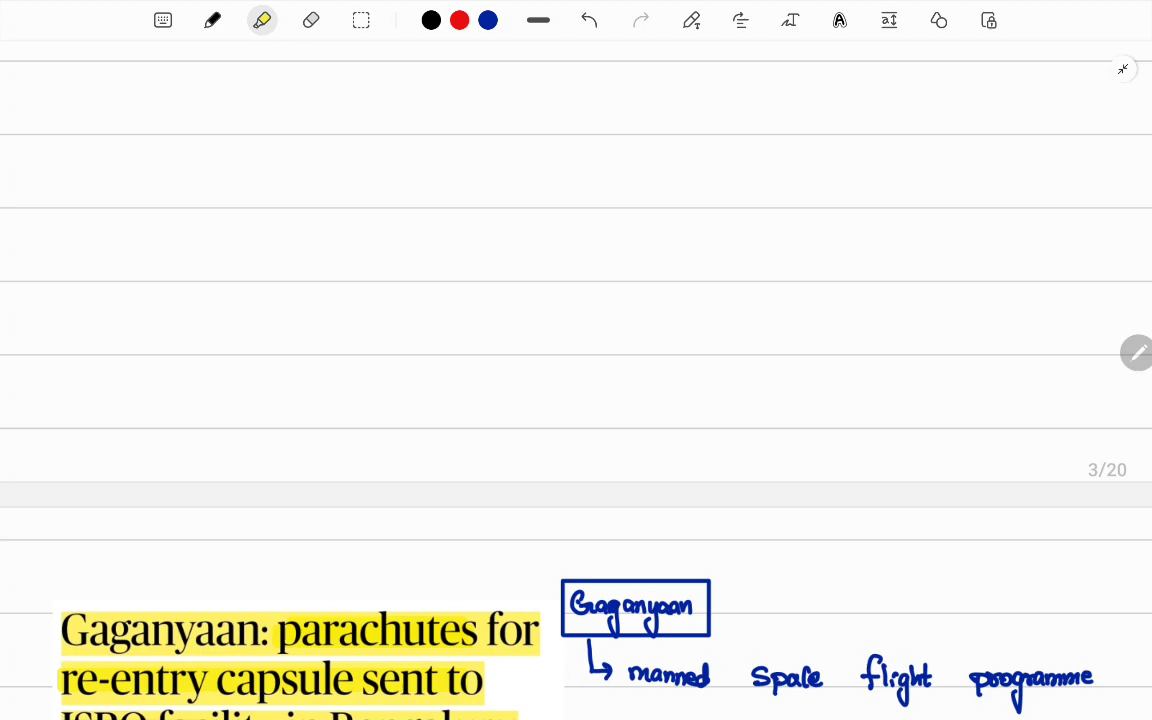 3/20
Gaganyaan: parachutes for
re-entry capsule sent to
Gaganyaan
manned space flight programme